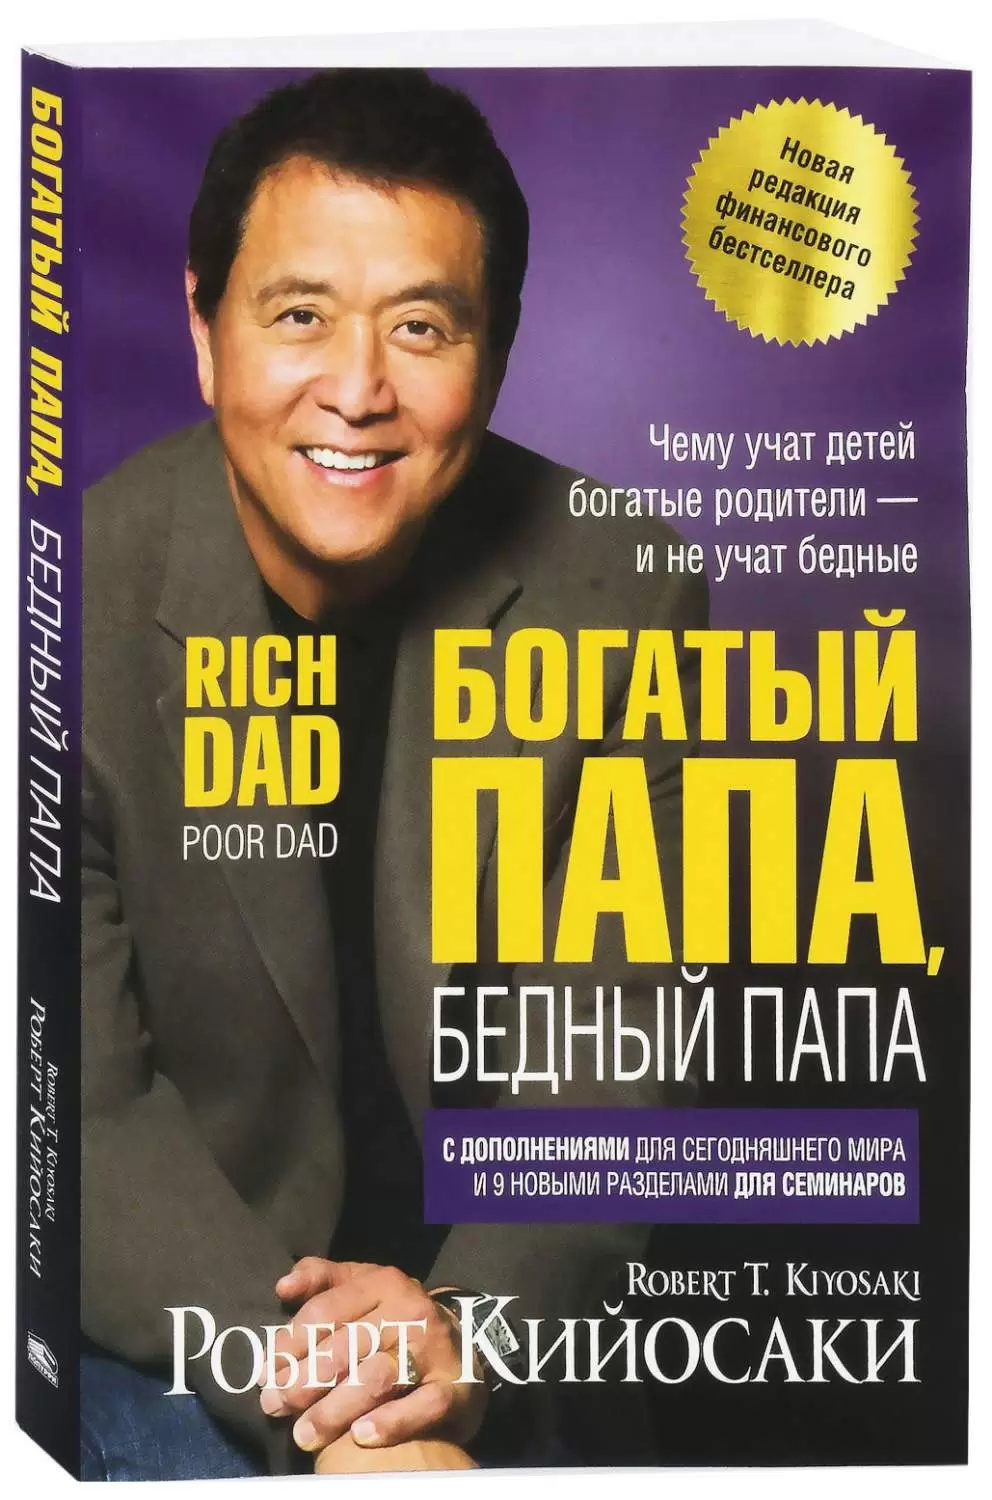 БОГАТЫЙ ПАПА, БЕДНЫЙ ПАПА
ROBERT T. KIYOSAKI
РОБЕРТ КИЙОСАКИ
ПОПУРРИ
Новая
редакция
финансового
бестселлера
Чему учат детей
богатые родители —
и не учат бедные
RICH
DAD
POOR DAD
БОГАТЫЙ
ПАПА,
БЕДНЫЙ ПАПА
С ДОПОЛНЕНИЯМИ ДЛЯ СЕГОДНЯШНЕГО МИРА
И 9 НОВЫМИ РАЗДЕЛАМИ ДЛЯ СЕМИНАРОВ
ROBERT T. KIYOSAKI
РОБЕРТ КИЙОСАКИ